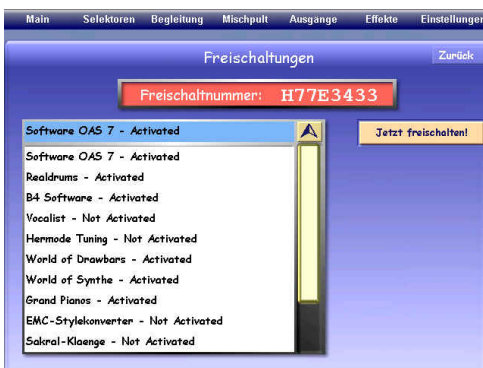 Main Selektoren Begleitung Mischpult Ausgänge Effekte Einstellungen
Freischaltungen
Zurück
Freischaltnummer: H77E3433
Software OAS 7 - Activated
Jetzt freischalten!
Software OAS 7 - Activated
Realdrums - Activated
B4 Software - Activated
Vocalist - Not Activated
Hermode Tuning - Not Activated
World of Drawbars - Activated
World of Synthe - Activated
Grand Pianos - Activated
EMC-Stylekonverter - Not Activated
Sakral-Klaenge - Not Activated